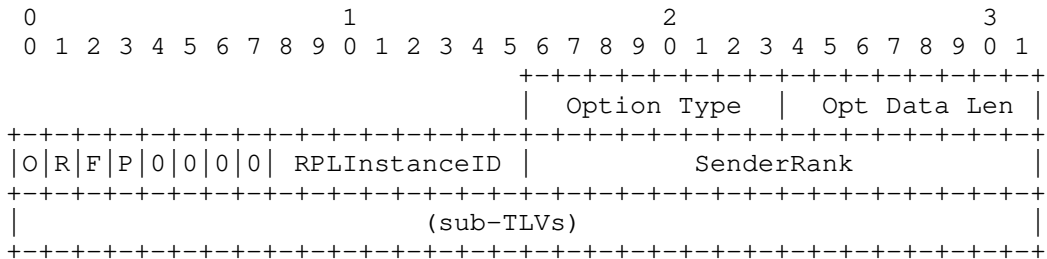 0                   1                   2                   3
 0 1 2 3 4 5 6 7 8 9 0 1 2 3 4 5 6 7 8 9 0 1 2 3 4 5 6 7 8 9 0 1
                                +-+-+-+-+-+-+-+-+-+-+-+-+-+-+-+-+
                                |  Option Type  |  Opt Data Len |
+-+-+-+-+-+-+-+-+-+-+-+-+-+-+-+-+-+-+-+-+-+-+-+-+-+-+-+-+-+-+-+-+
|O|R|F|P|0|0|0|0| RPLInstanceID |          SenderRank           |
+-+-+-+-+-+-+-+-+-+-+-+-+-+-+-+-+-+-+-+-+-+-+-+-+-+-+-+-+-+-+-+-+
|                         (sub-TLVs)                            |
+-+-+-+-+-+-+-+-+-+-+-+-+-+-+-+-+-+-+-+-+-+-+-+-+-+-+-+-+-+-+-+-+